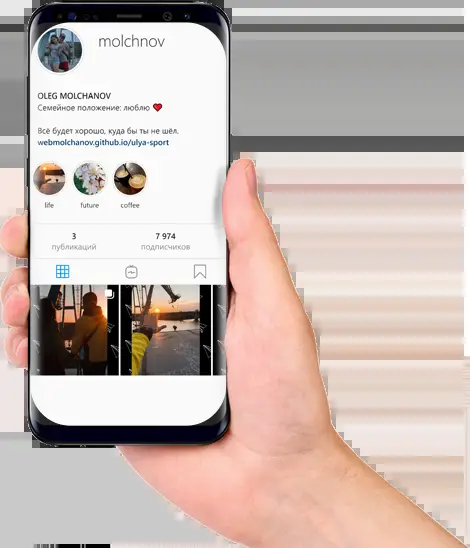 molchnov
OLEG MOLCHANOV
Семейное положение: люблю ❤️
Всё будет хорошо, куда бы ты не шёл.
webmolchanov.github.io/ulya-sport
life future coffee
3 7 974
публикаций подписчиков